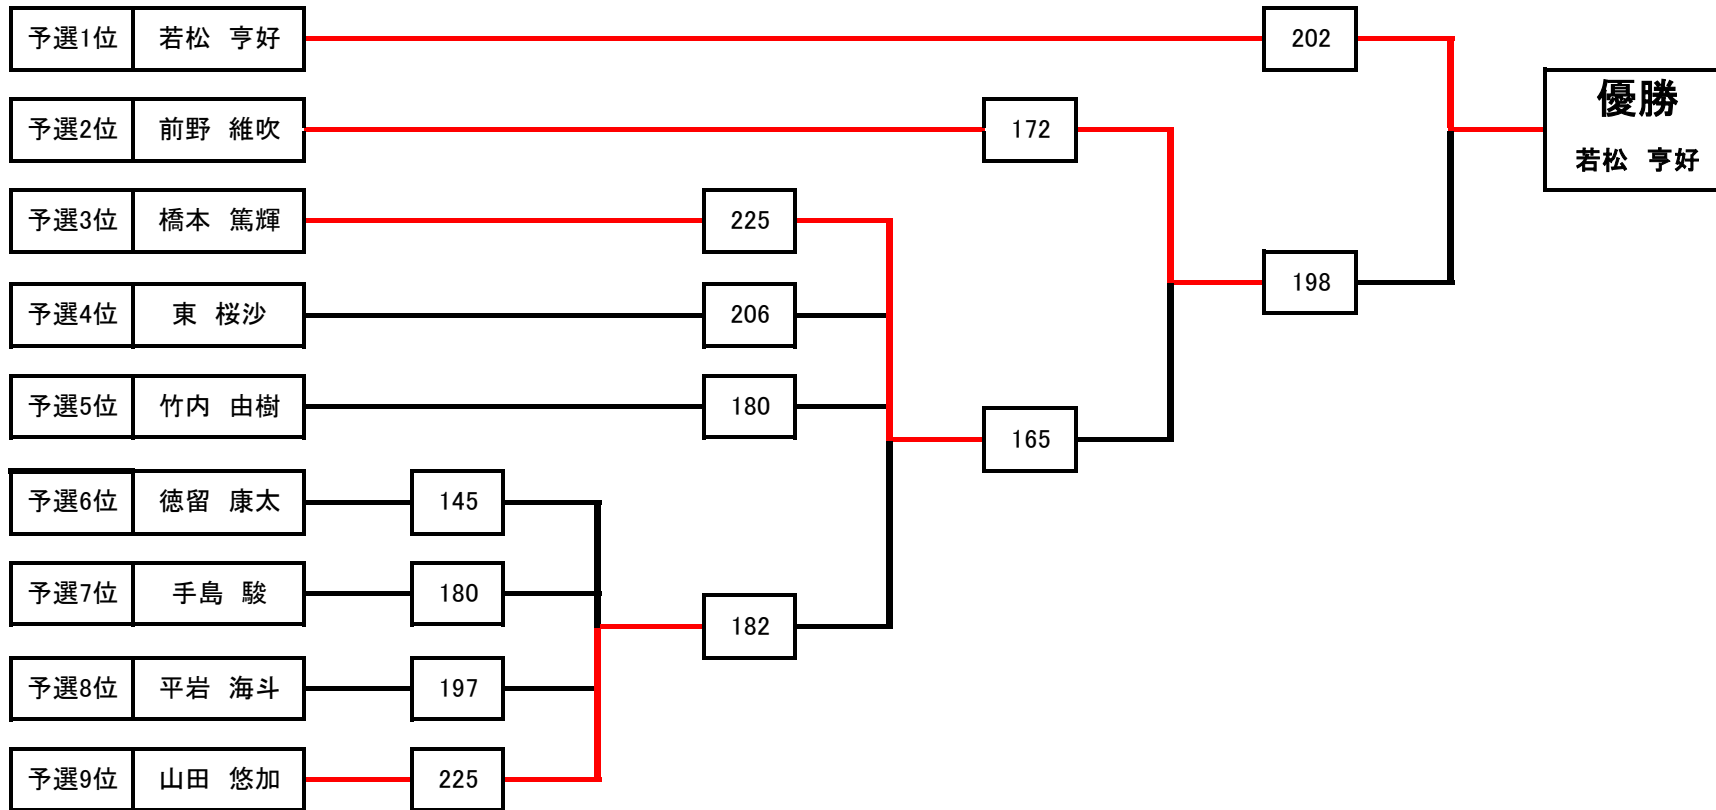 予選1位 若松 亨好 202
優勝
予選2位 前野 維吹 172
若松 亨好
予選3位 橋本 篤輝 225
198
予選4位 東 桜沙 206
予選5位 竹内 由樹 180
165
予選6位 徳留 康太 145
予選7位 手島 駿 180
182
予選8位 平岩 海斗 197
予選9位 山田 悠加 225